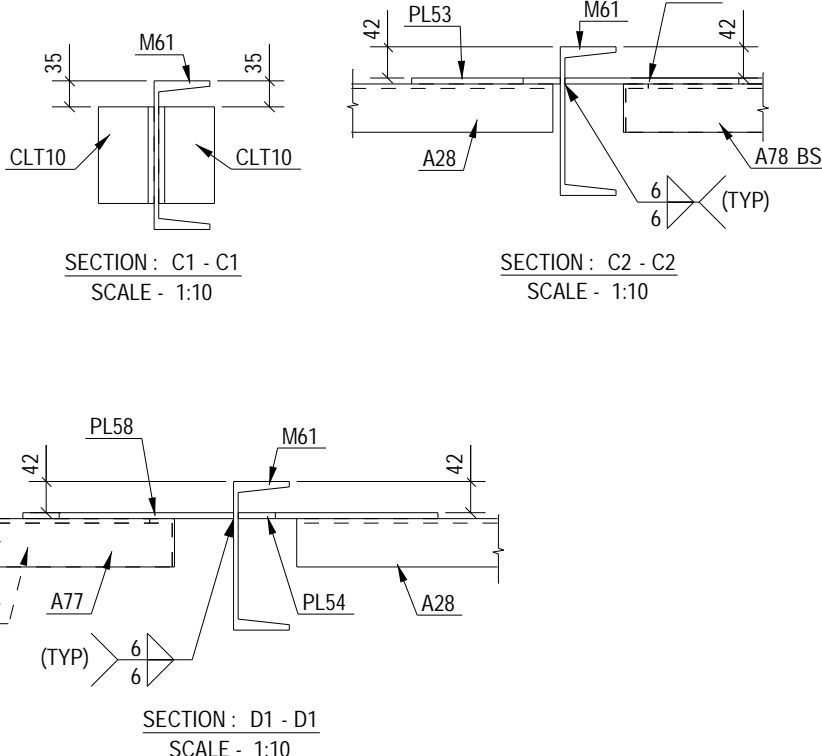 35
M61
35
CLT10
CLT10
SECTION : C1 - C1
SCALE - 1:10
42
PL53
M61
42
A28
A78 BS
6
6
(TYP)
SECTION : C2 - C2
SCALE - 1:10
PL58
M61
42
42
A77
PL54
A28
(TYP)
6
6
SECTION : D1 - D1
SCALE - 1:10